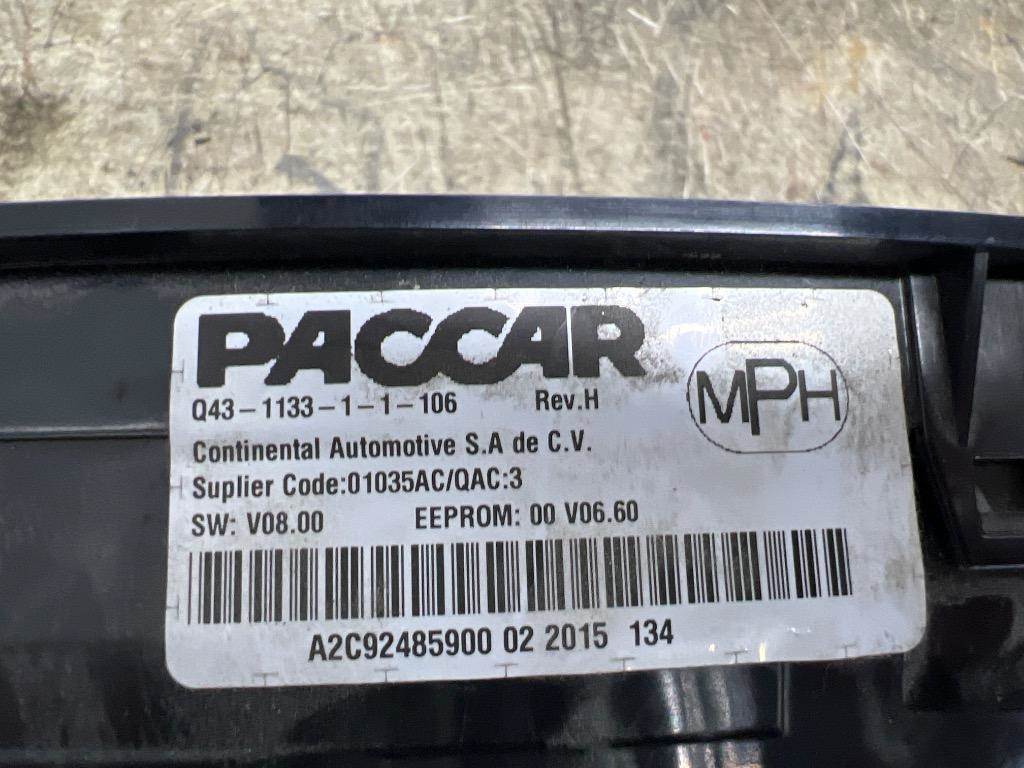 PACCAR
Q43-1133-1-1-106 Rev.H
MPH
Continental Automotive S.A de C.V.
Suplier Code:01035AC/QAC:3
SW: V08.00 EEPROM: 00 V06.60
A2C92485900 02 2015 134